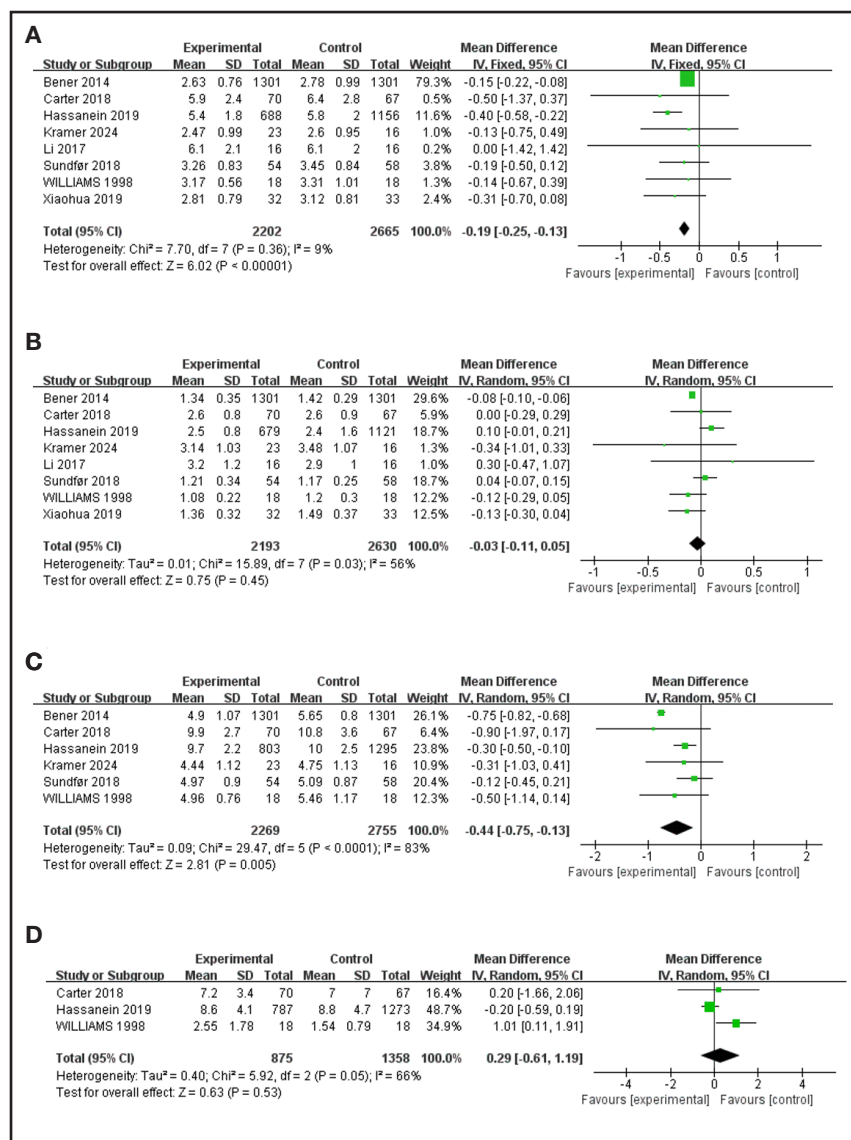 A
Experimental Control Mean Difference Mean Difference
Study or Subgroup Mean SD Total Mean SD Total Weight IV, Fixed, 95% CI IV, Fixed, 95% CI
Bener 2014 2.63 0.76 1301 2.78 0.99 1301 79.3% -0.15 [-0.22, -0.08]
Carter 2018 5.9 2.4 70 6.4 2.8 67 0.5% -0.50 [-1.37, 0.37]
Hassanein 2019 5.4 1.8 688 5.8 2 1156 11.6% -0.40 [-0.58, -0.22]
Kramer 2024 2.47 0.99 23 2.6 0.95 16 0.9% -0.13 [-0.75, 0.49]
Li 2017 6.1 2.1 16 6.1 2 16 0.2% 0.00 [-1.42, 1.42]
Sundfør 2018 3.26 0.83 54 3.45 0.84 58 3.8% -0.19 [-0.50, 0.12]
WILLIAMS 1998 3.17 0.56 18 3.31 1.01 18 1.3% -0.14 [-0.67, 0.39]
Xiaohua 2019 2.81 0.79 32 3.12 0.81 33 2.4% -0.31 [-0.70, 0.08]
Total (95% CI) 2202 2665 100.0% -0.19 [-0.25, -0.13]
Heterogeneity: Chi² = 7.70, df = 7 (P = 0.36); I² = 9%
Test for overall effect: Z = 6.02 (P < 0.00001)
-1 -0.5 0 0.5 1
Favours [experimental] Favours [control]
B
Experimental Control Mean Difference Mean Difference
Study or Subgroup Mean SD Total Mean SD Total Weight IV, Random, 95% CI IV, Random, 95% CI
Bener 2014 1.34 0.35 1301 1.42 0.29 1301 29.6% -0.08 [-0.10, -0.06]
Carter 2018 2.6 0.8 70 2.6 0.9 67 5.9% 0.00 [-0.29, 0.29]
Hassanein 2019 2.5 0.8 679 2.4 1.6 1121 18.7% 0.10 [-0.01, 0.21]
Kramer 2024 3.14 1.03 23 3.48 1.07 16 1.3% -0.34 [-1.01, 0.33]
Li 2017 3.2 1.2 16 2.9 1 16 1.0% 0.30 [-0.47, 1.07]
Sundfør 2018 1.21 0.34 54 1.17 0.25 58 18.8% 0.04 [-0.07, 0.15]
WILLIAMS 1998 1.08 0.22 18 1.2 0.3 18 12.2% -0.12 [-0.29, 0.05]
Xiaohua 2019 1.36 0.32 32 1.49 0.37 33 12.5% -0.13 [-0.30, 0.04]
Total (95% CI) 2193 2630 100.0% -0.03 [-0.11, 0.05]
Heterogeneity: Tau² = 0.01; Chi² = 15.89, df = 7 (P = 0.03); I² = 56%
Test for overall effect: Z = 0.75 (P = 0.45)
-1 -0.5 0 0.5 1
Favours [experimental] Favours [control]
C
Experimental Control Mean Difference Mean Difference
Study or Subgroup Mean SD Total Mean SD Total Weight IV, Random, 95% CI IV, Random, 95% CI
Bener 2014 4.9 1.07 1301 5.65 0.8 1301 26.1% -0.75 [-0.82, -0.68]
Carter 2018 9.9 2.7 70 10.8 3.6 67 6.4% -0.90 [-1.97, 0.17]
Hassanein 2019 9.7 2.2 803 10 2.5 1295 23.8% -0.30 [-0.50, -0.10]
Kramer 2024 4.44 1.12 23 4.75 1.13 16 10.9% -0.31 [-1.03, 0.41]
Sundfør 2018 4.97 0.9 54 5.09 0.87 58 20.4% -0.12 [-0.45, 0.21]
WILLIAMS 1998 4.96 0.76 18 5.46 1.17 18 12.3% -0.50 [-1.14, 0.14]
Total (95% CI) 2269 2755 100.0% -0.44 [-0.75, -0.13]
Heterogeneity: Tau² = 0.09; Chi² = 29.47, df = 5 (P < 0.0001); I² = 83%
Test for overall effect: Z = 2.81 (P = 0.005)
-2 -1 0 1 2
Favours [experimental] Favours [control]
D
Experimental Control Mean Difference Mean Difference
Study or Subgroup Mean SD Total Mean SD Total Weight IV, Random, 95% CI IV, Random, 95% CI
Carter 2018 7.2 3.4 70 7 7 67 16.4% 0.20 [-1.66, 2.06]
Hassanein 2019 8.6 4.1 787 8.8 4.7 1273 48.7% -0.20 [-0.59, 0.19]
WILLIAMS 1998 2.55 1.78 18 1.54 0.79 18 34.9% 1.01 [0.11, 1.91]
Total (95% CI) 875 1358 100.0% 0.29 [-0.61, 1.19]
Heterogeneity: Tau² = 0.40; Chi² = 5.92, df = 2 (P = 0.05); I² = 66%
Test for overall effect: Z = 0.63 (P = 0.53)
-4 -2 0 2 4
Favours [experimental] Favours [control]